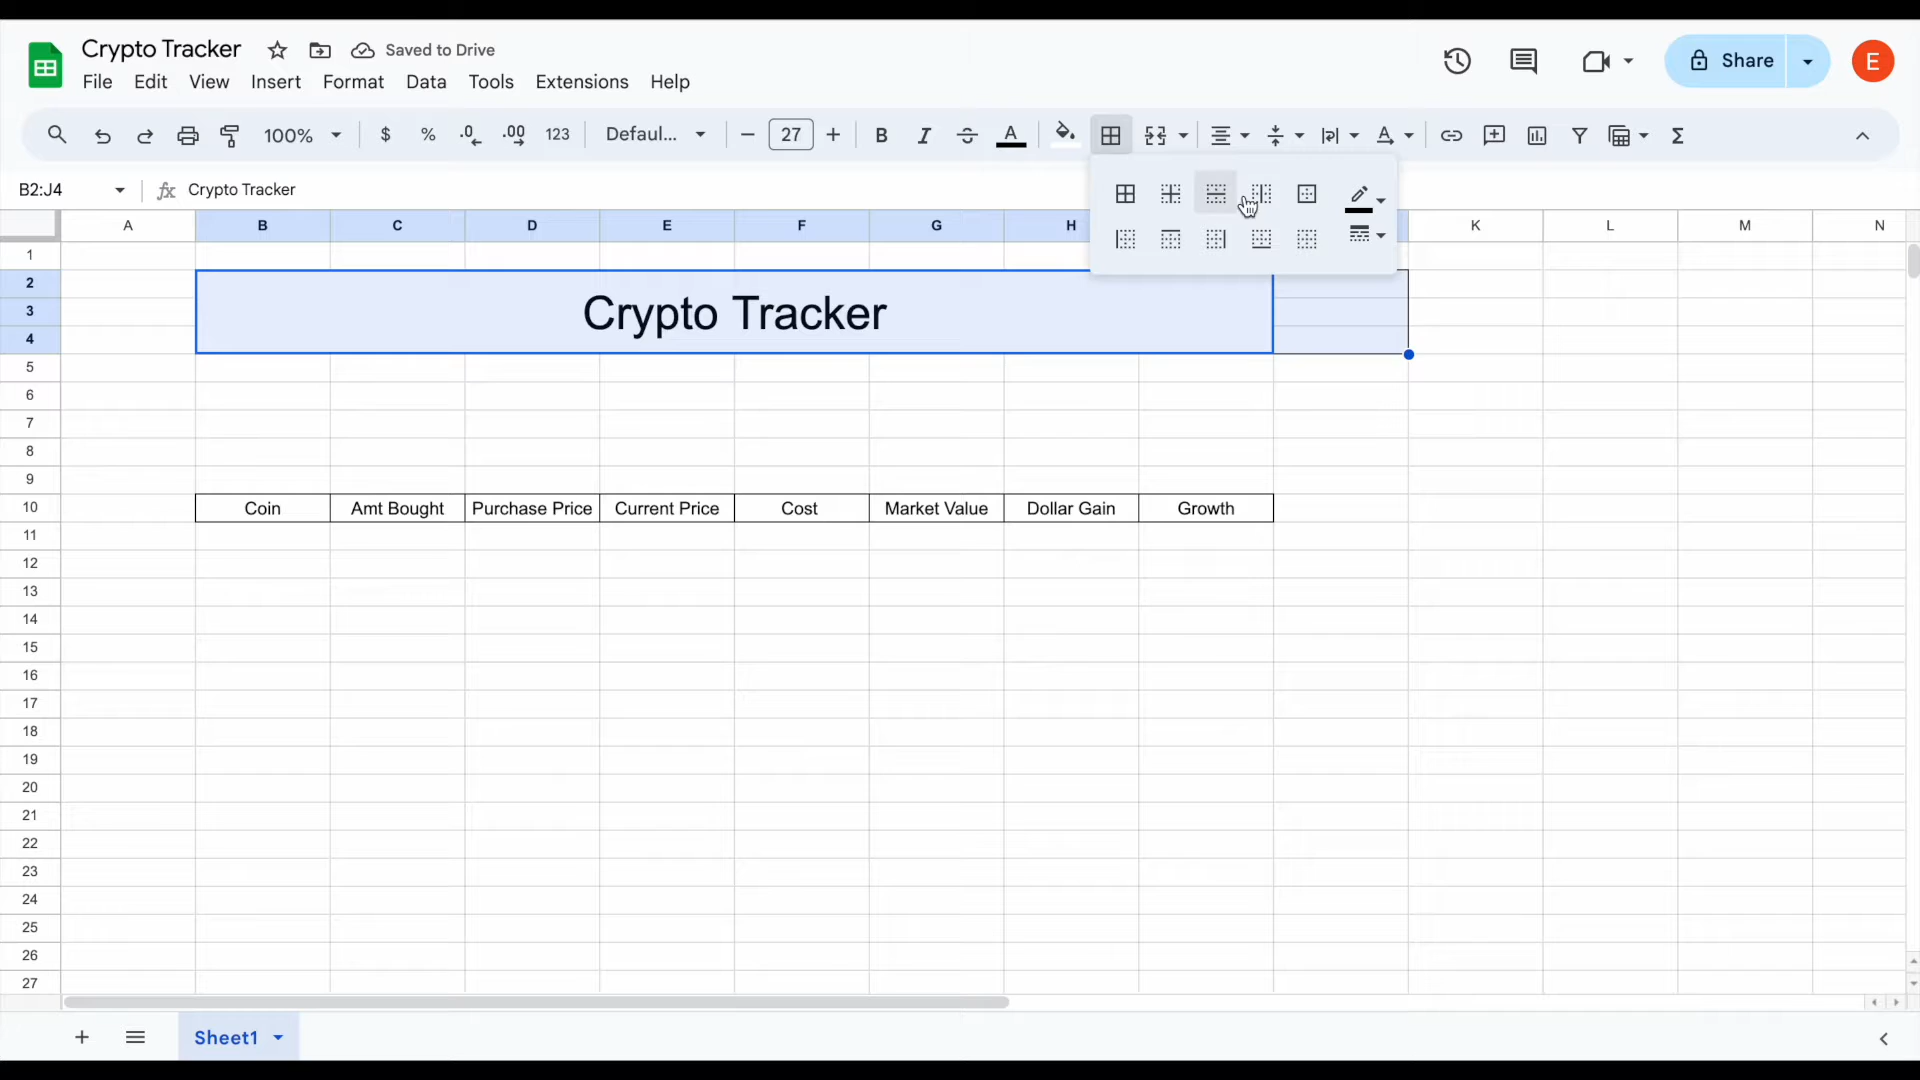 Crypto Tracker Saved to Drive
File Edit View Insert Format Data Tools Extensions Help
Share
E
100% $ % .0 .00 123 Defaul... 27 B I A A Σ
B2:J4 fx Crypto Tracker
A B C D E F G H K L M N
1
2
3
4
Crypto Tracker
5
6
7
8
9
10 Coin Amt Bought Purchase Price Current Price Cost Market Value Dollar Gain Growth
11
12
13
14
15
16
17
18
19
20
21
22
23
24
25
26
27
Sheet1